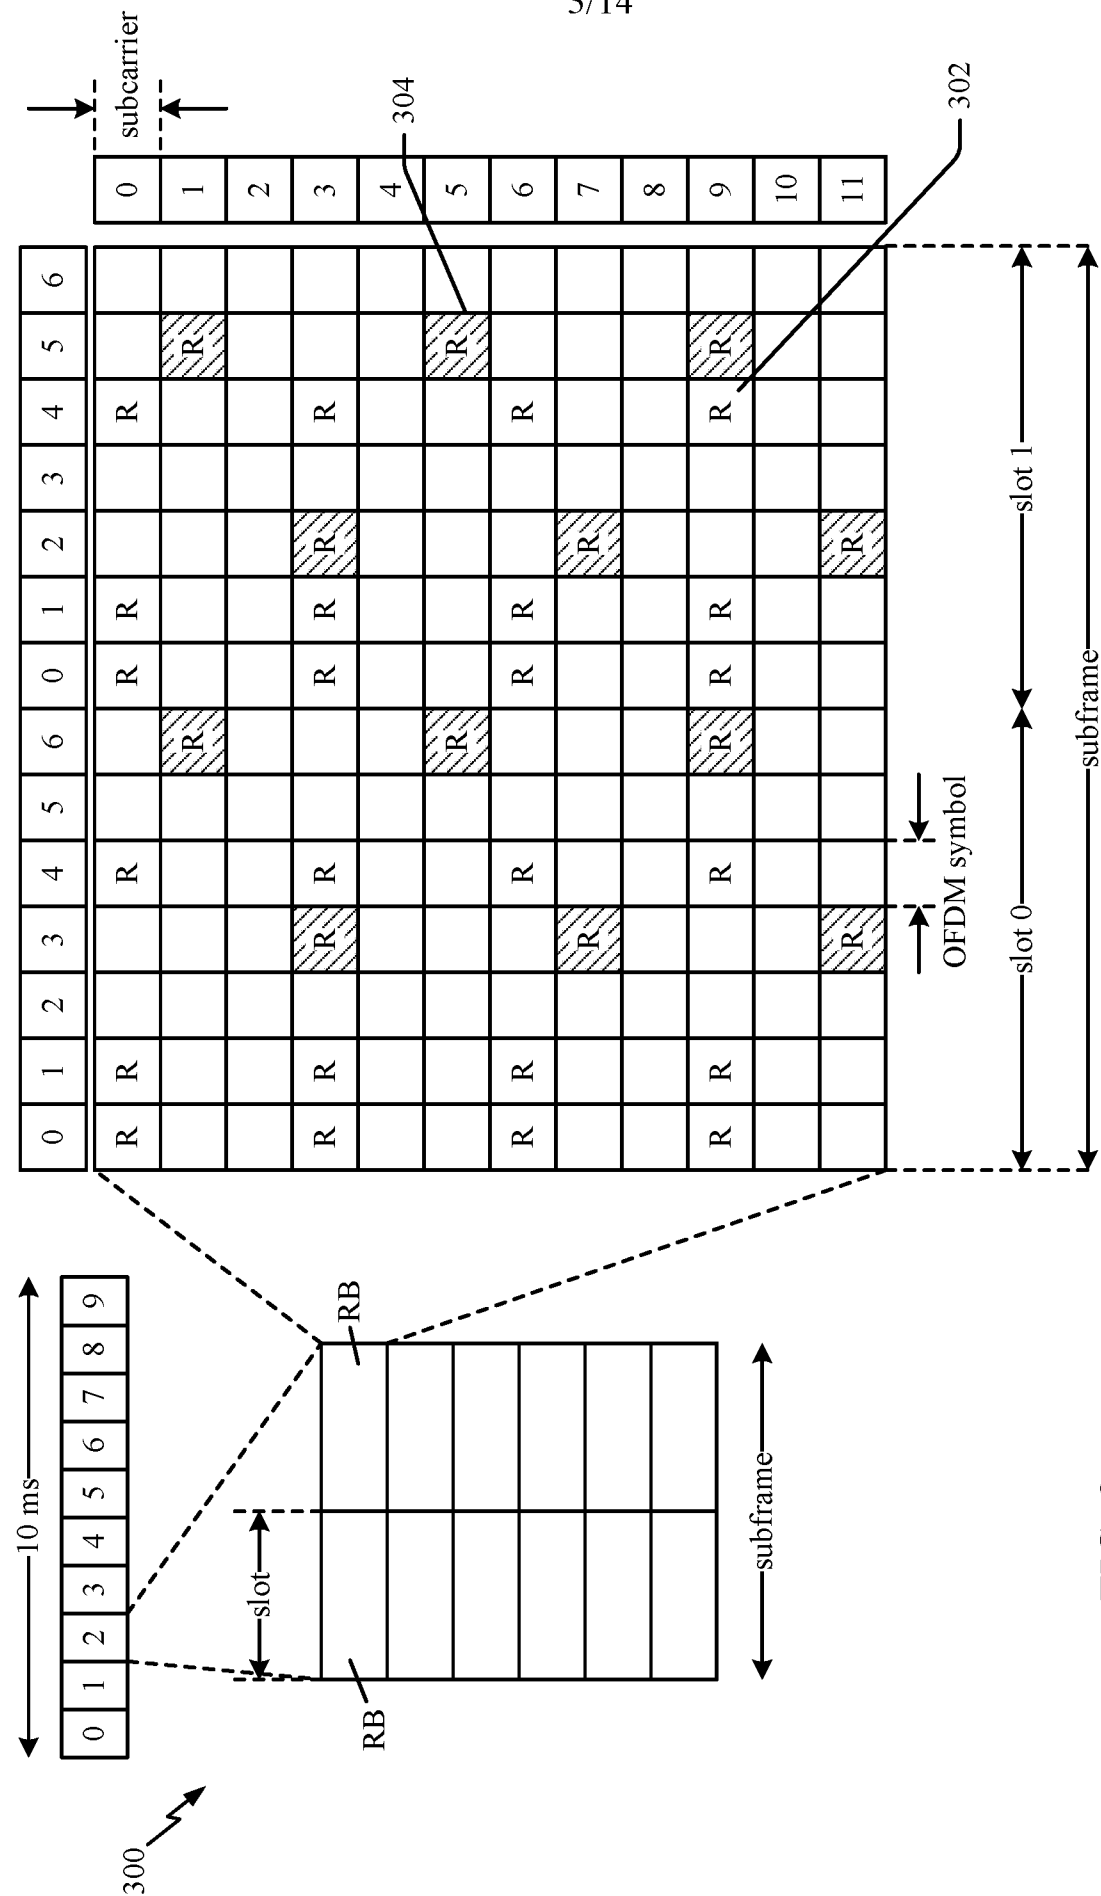 10 ms
0 1 2 3 4 5 6 0 1 2 3 4 5 6
0 1 2 3 4 5 6 7 8 9
300
subcarrier
R R R R R R 0
R R 1
2
slot
R R R R R R R R 3
RB
RB
4
304
R R 5
R R R R R R 6
R R 7
8
R R R R R R R R 9
subframe
10
R R 11
302
OFDM symbol
slot 0 slot 1
subframe